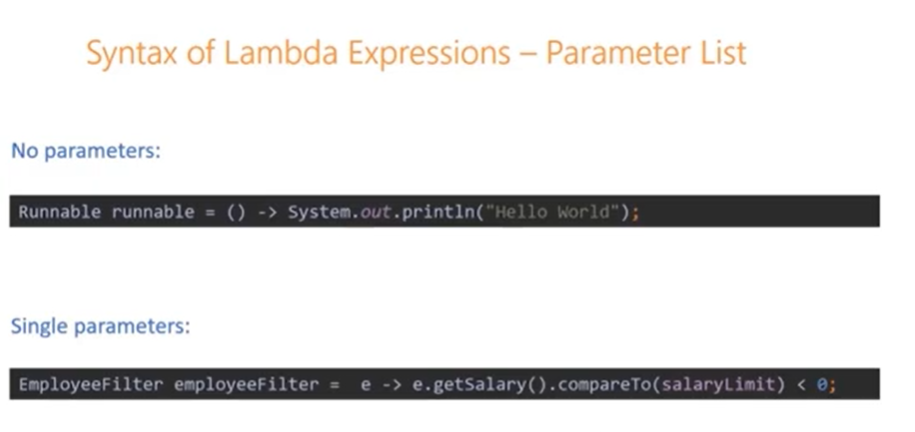 Syntax of Lambda Expressions – Parameter List
No parameters:
Runnable runnable = () -> System.out.println("Hello World");
Single parameters:
EmployeeFilter employeeFilter =  e -> e.getSalary().compareTo(salaryLimit) < 0;